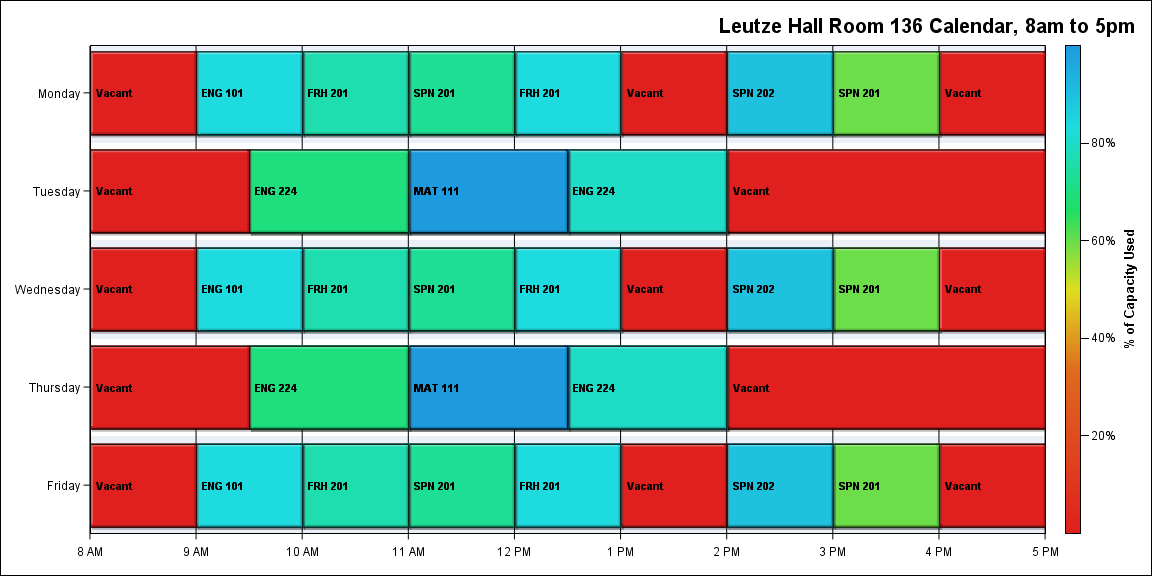 Leutze Hall Room 136 Calendar, 8am to 5pm
Monday
Vacant
ENG 101
FRH 201
SPN 201
FRH 201
Vacant
SPN 202
SPN 201
Vacant
Tuesday
Vacant
ENG 224
MAT 111
ENG 224
Vacant
Wednesday
Vacant
ENG 101
FRH 201
SPN 201
FRH 201
Vacant
SPN 202
SPN 201
Vacant
Thursday
Vacant
ENG 224
MAT 111
ENG 224
Vacant
Friday
Vacant
ENG 101
FRH 201
SPN 201
FRH 201
Vacant
SPN 202
SPN 201
Vacant
8 AM
9 AM
10 AM
11 AM
12 PM
1 PM
2 PM
3 PM
4 PM
5 PM
80%
60%
40%
20%
% of Capacity Used